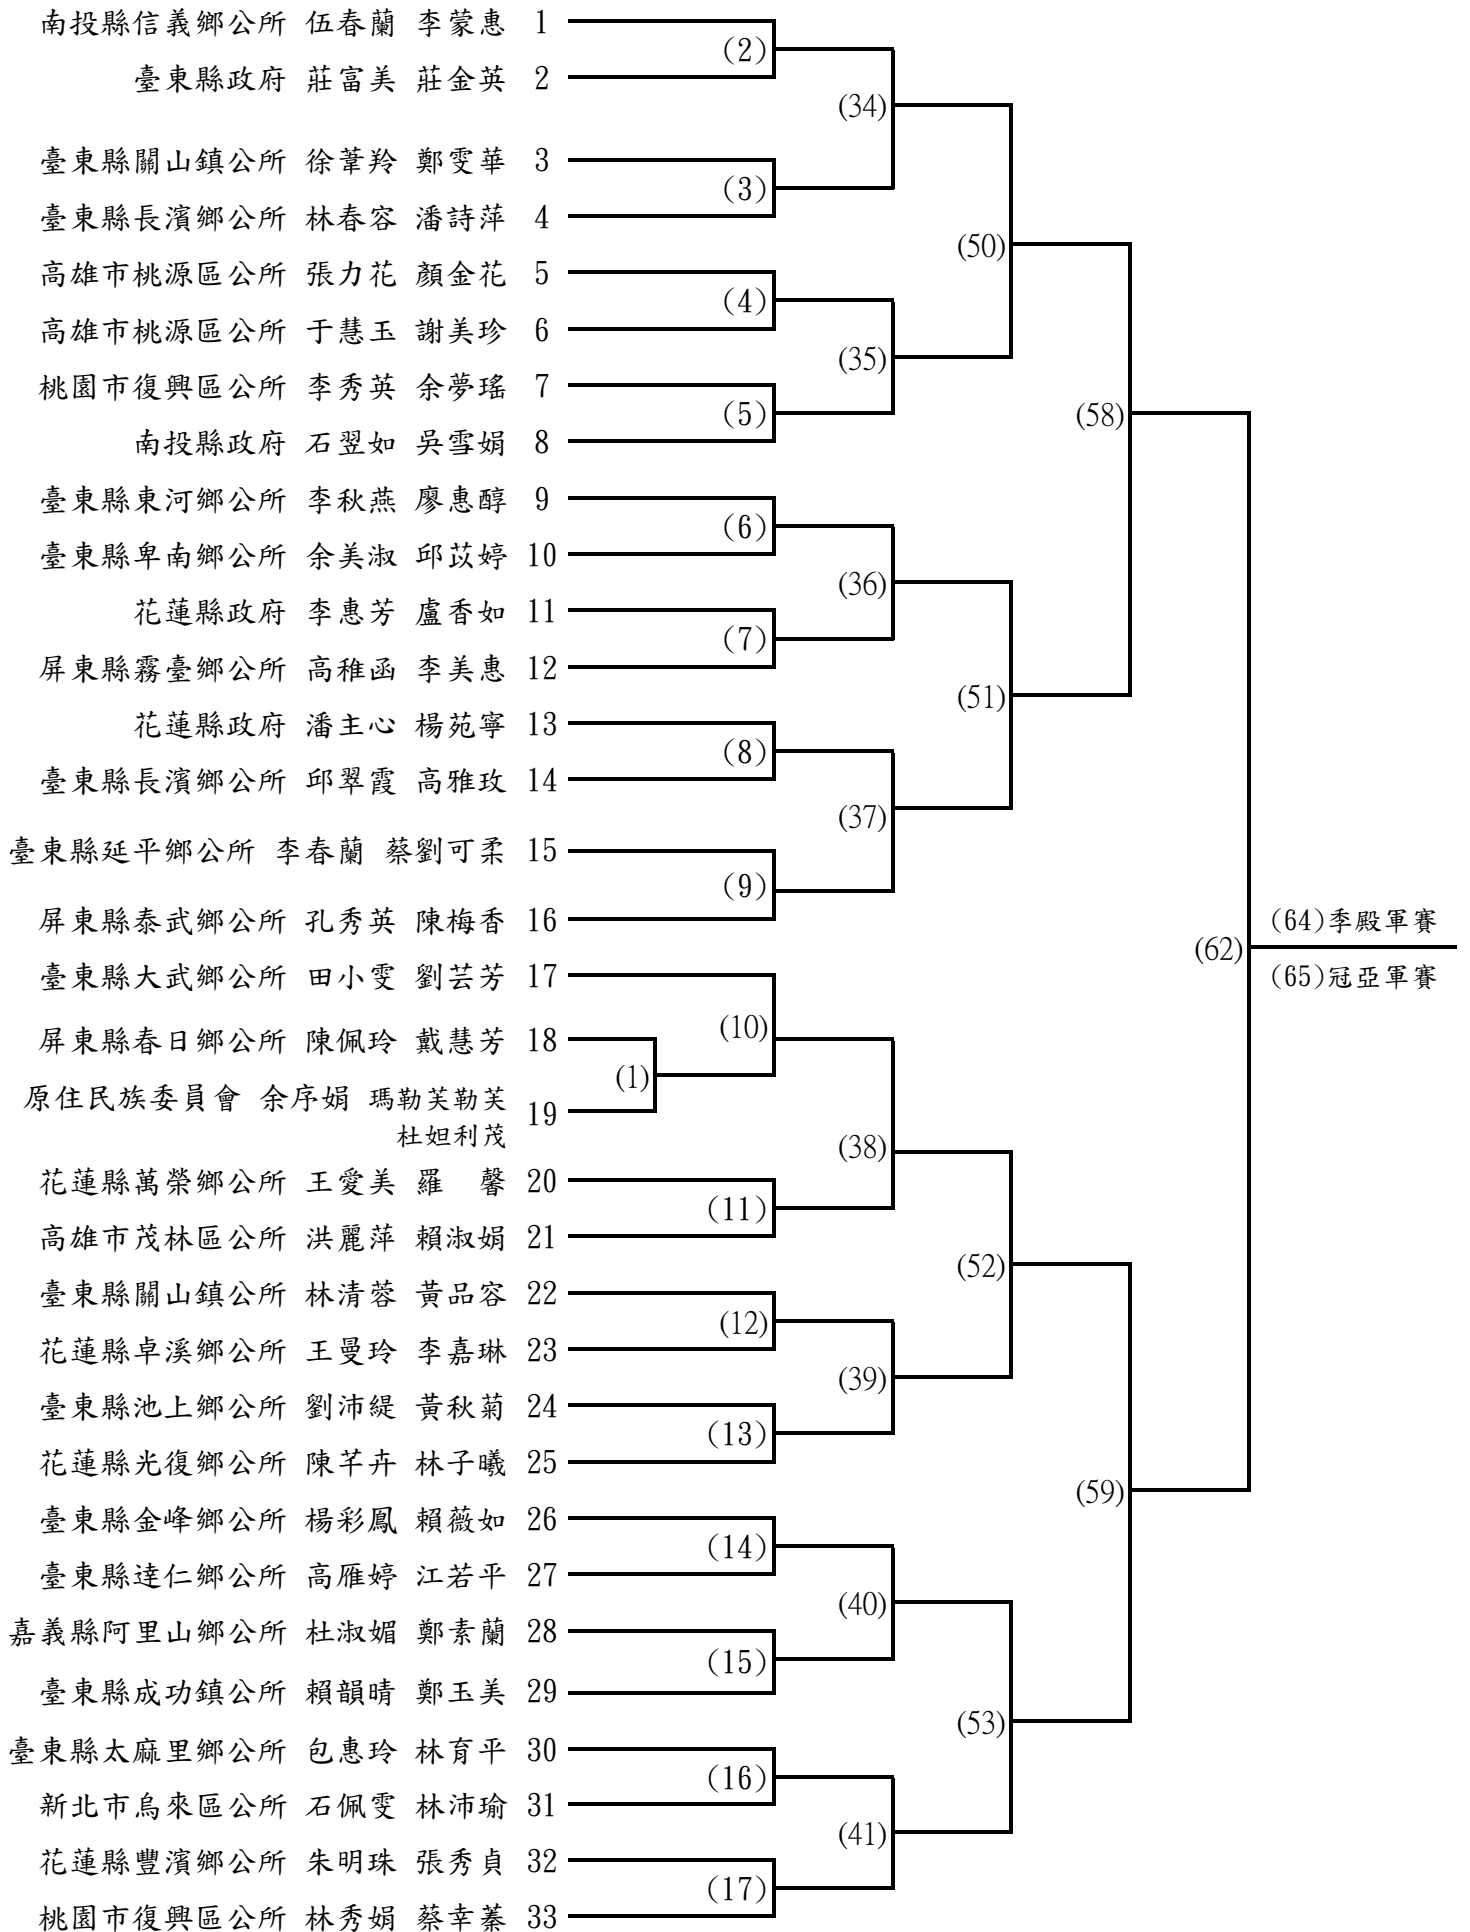 南投縣信義鄉公所 伍春蘭 李蒙惠 1
(2)
臺東縣政府 莊富美 莊金英 2
(34)
臺東縣關山鎮公所 徐葦羚 鄭雯華 3
(3)
臺東縣長濱鄉公所 林春容 潘詩萍 4
(50)
高雄市桃源區公所 張力花 顏金花 5
(4)
高雄市桃源區公所 于慧玉 謝美珍 6
(35)
桃園市復興區公所 李秀英 余夢瑤 7
(5)
(58)
南投縣政府 石翌如 吳雪娟 8
臺東縣東河鄉公所 李秋燕 廖惠醇 9
(6)
臺東縣卑南鄉公所 余美淑 邱苡婷 10
(36)
花蓮縣政府 李惠芳 盧香如 11
(7)
屏東縣霧臺鄉公所 高稚函 李美惠 12
(51)
花蓮縣政府 潘主心 楊苑寧 13
(8)
臺東縣長濱鄉公所 邱翠霞 高雅玫 14
(37)
臺東縣延平鄉公所 李春蘭 蔡劉可柔 15
(9)
屏東縣泰武鄉公所 孔秀英 陳梅香 16
(64)季殿軍賽
(62)
臺東縣大武鄉公所 田小雯 劉芸芳 17
(65)冠亞軍賽
(10)
屏東縣春日鄉公所 陳佩玲 戴慧芳 18
(1)
原住民族委員會 余序娟 瑪勒芙勒芙
杜妲利茂 19
(38)
花蓮縣萬榮鄉公所 王愛美 羅 馨 20
(11)
高雄市茂林區公所 洪麗萍 賴淑娟 21
(52)
臺東縣關山鎮公所 林清蓉 黃品容 22
(12)
花蓮縣卓溪鄉公所 王曼玲 李嘉琳 23
(39)
臺東縣池上鄉公所 劉沛緹 黃秋菊 24
(13)
花蓮縣光復鄉公所 陳芊卉 林子曦 25
(59)
臺東縣金峰鄉公所 楊彩鳳 賴薇如 26
(14)
臺東縣達仁鄉公所 高雁婷 江若平 27
(40)
嘉義縣阿里山鄉公所 杜淑媚 鄭素蘭 28
(15)
臺東縣成功鎮公所 賴韻晴 鄭玉美 29
(53)
臺東縣太麻里鄉公所 包惠玲 林育平 30
(16)
新北市烏來區公所 石佩雯 林沛瑜 31
(41)
花蓮縣豐濱鄉公所 朱明珠 張秀貞 32
(17)
桃園市復興區公所 林秀娟 蔡幸蓁 33